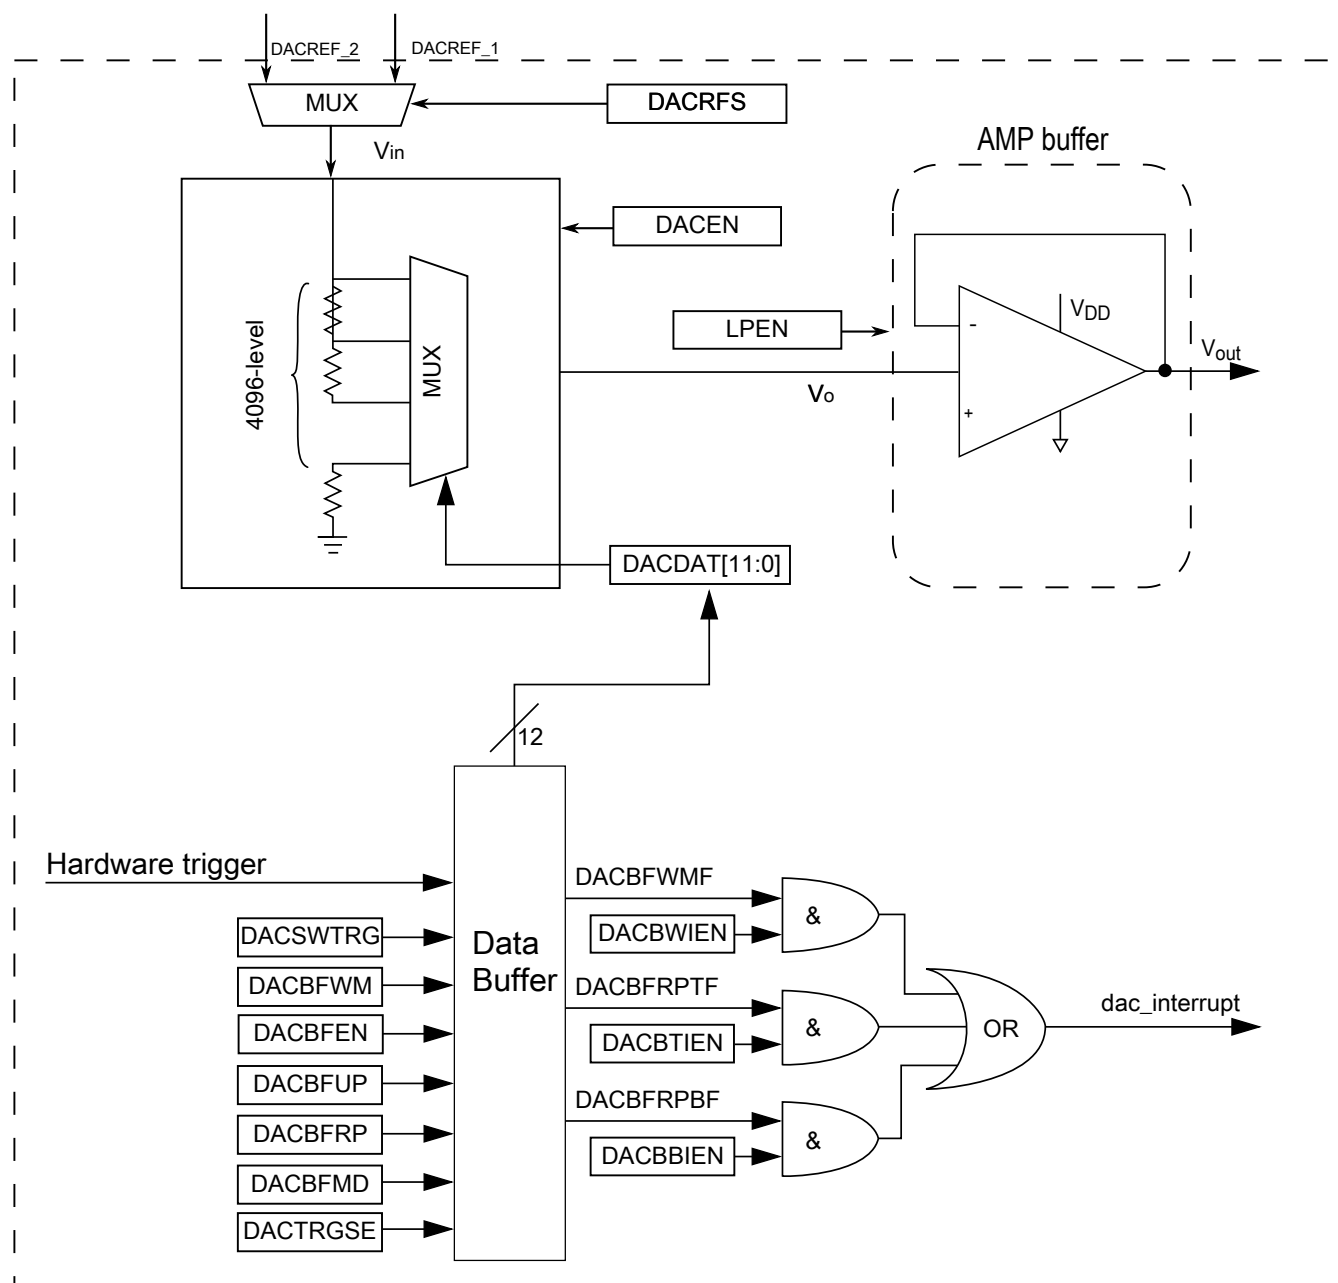 DACREF_2 DACREF_1
MUX
DACRFS
Vin
AMP buffer
DACEN
4096-level
MUX
LPEN
VDD
-
+
Vo
Vout
DACDAT[11:0]
12
Hardware trigger
DACSWTRG
DACBFWM
DACBFEN
DACBFUP
DACBFRP
DACBFMD
DACTRGSE
Data
Buffer
DACBFWMF
DACBWIEN
&
DACBFRPTF
DACBTIEN
&
DACBFRPBF
DACBBIEN
&
OR
dac_interrupt